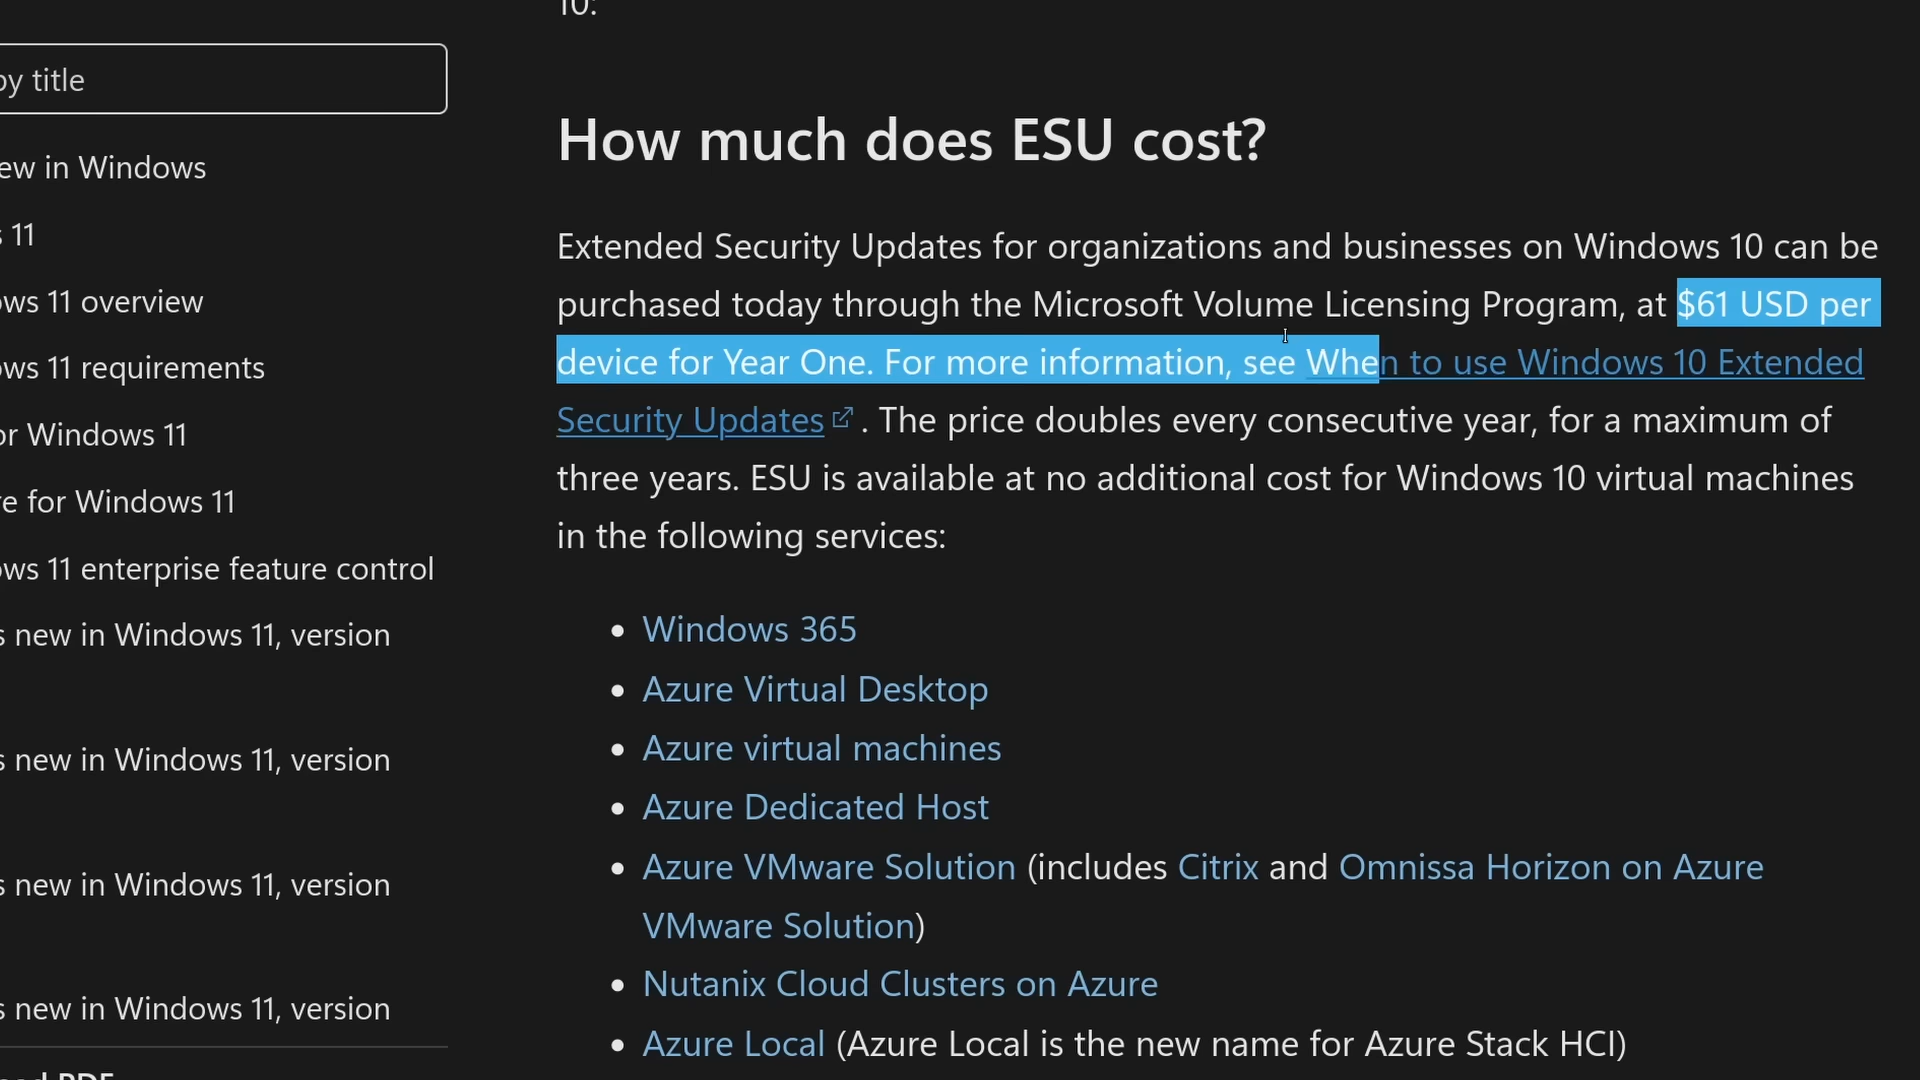 10:
by title
ew in Windows
s 11
ows 11 overview
ows 11 requirements
or Windows 11
re for Windows 11
ows 11 enterprise feature control
s new in Windows 11, version
s new in Windows 11, version
s new in Windows 11, version
s new in Windows 11, version
PDF
How much does ESU cost?
Extended Security Updates for organizations and businesses on Windows 10 can be
purchased today through the Microsoft Volume Licensing Program, at $61 USD per
device for Year One. For more information, see When to use Windows 10 Extended
Security Updates . The price doubles every consecutive year, for a maximum of
three years. ESU is available at no additional cost for Windows 10 virtual machines
in the following services:
• Windows 365
• Azure Virtual Desktop
• Azure virtual machines
• Azure Dedicated Host
• Azure VMware Solution (includes Citrix and Omnissa Horizon on Azure
VMware Solution)
• Nutanix Cloud Clusters on Azure
• Azure Local (Azure Local is the new name for Azure Stack HCI)